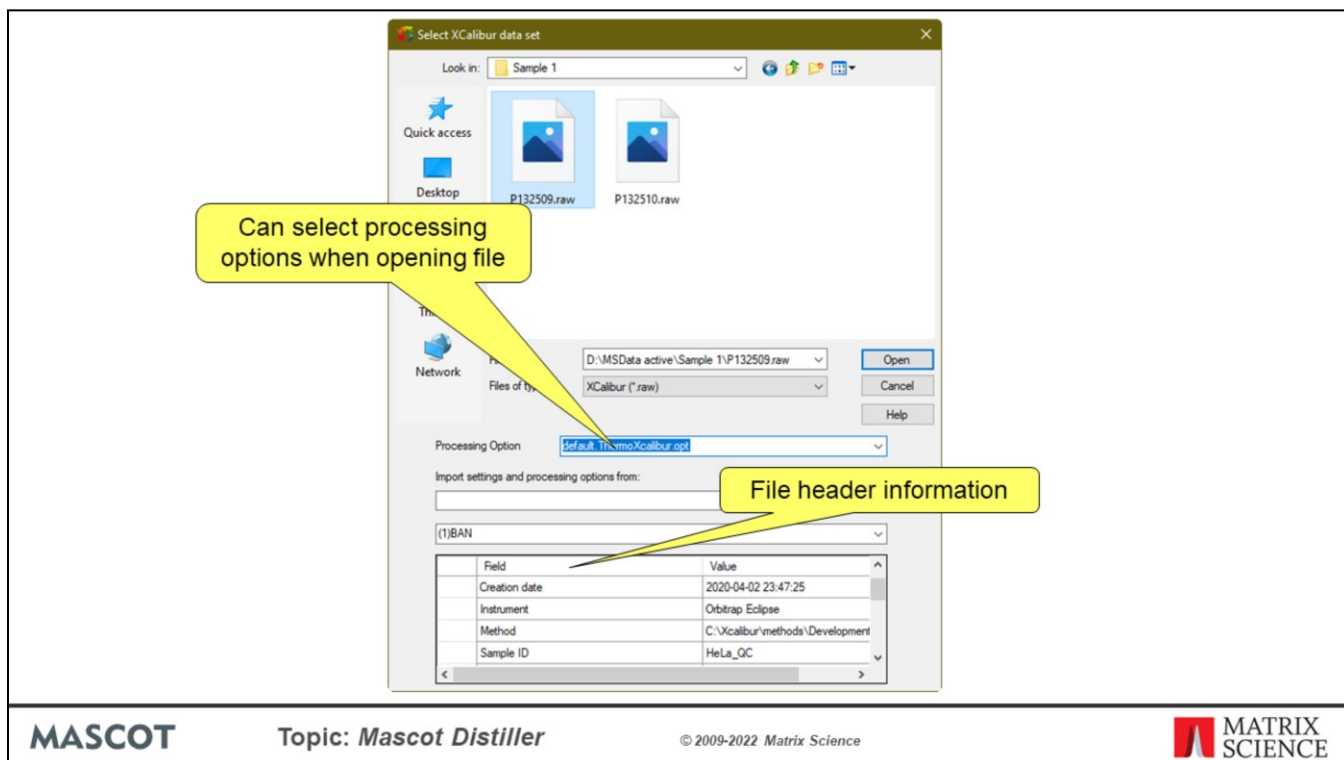 Select XCalibur data set
Look in:
Sample 1
Quick access
Desktop
P132509.raw
P132510.raw
Can select processing
options when opening file
Network
D:\MSData active\Sample 1\P132509.raw
Open
Files of
XCalibur (*.raw)
Cancel
Help
Processing Option
default.ThermoXcalibur.opt
Import settings and processing options from:
File header information
(1)BAN
Field Value
Creation date 2020-04-02 23:47:25
Instrument Orbitrap Eclipse
Method C:\Xcalibur\methods\Development
Sample ID HeLa_QC
MASCOT
Topic: Mascot Distiller
© 2009-2022 Matrix Science
MATRIX
SCIENCE